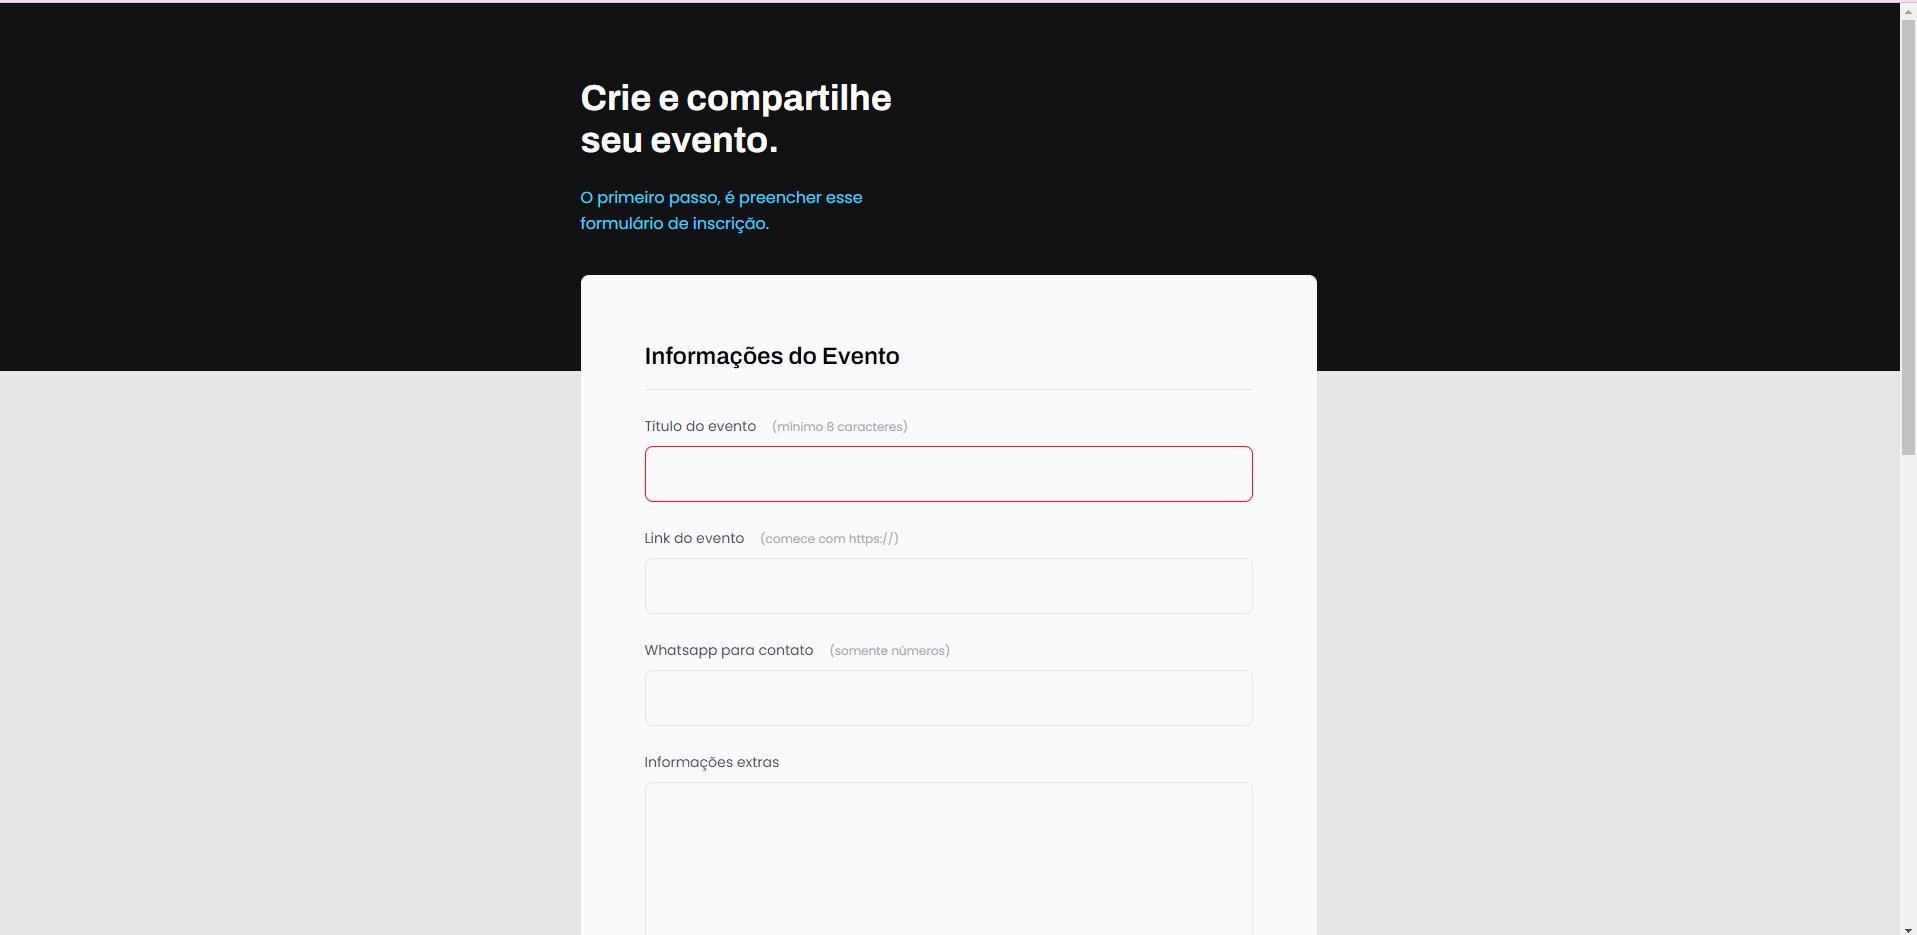 Crie e compartilhe
seu evento.
O primeiro passo, é preencher esse
formulário de inscrição.
Informações do Evento
Título do evento (mínimo 8 caracteres)
Link do evento (comece com https://)
Whatsapp para contato (somente números)
Informações extras